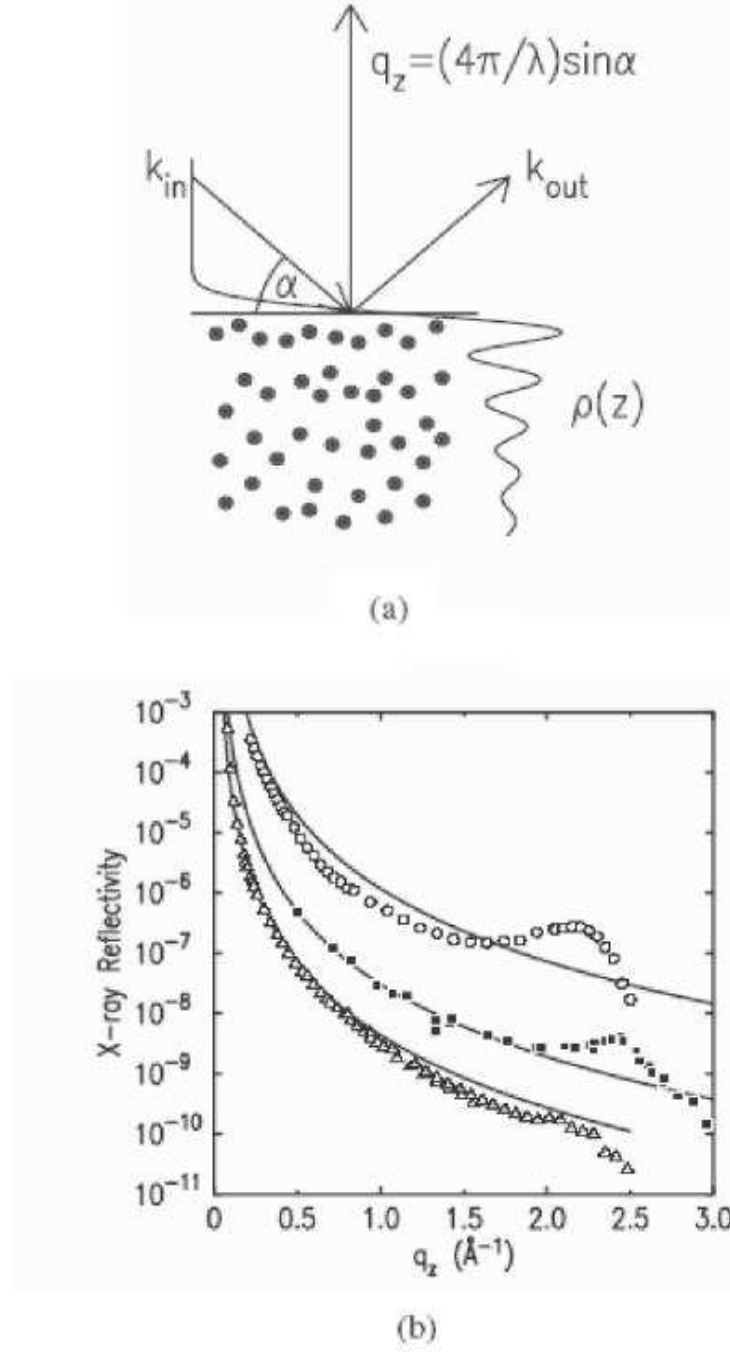 q_z=(4π/λ)sinα
k_in
k_out
α
ρ(z)
(a)
X-ray Reflectivity
10^-3
10^-4
10^-5
10^-6
10^-7
10^-8
10^-9
10^-10
10^-11
0 0.5 1.0 1.5 2.0 2.5 3.0
q_z (Å^-1)
(b)